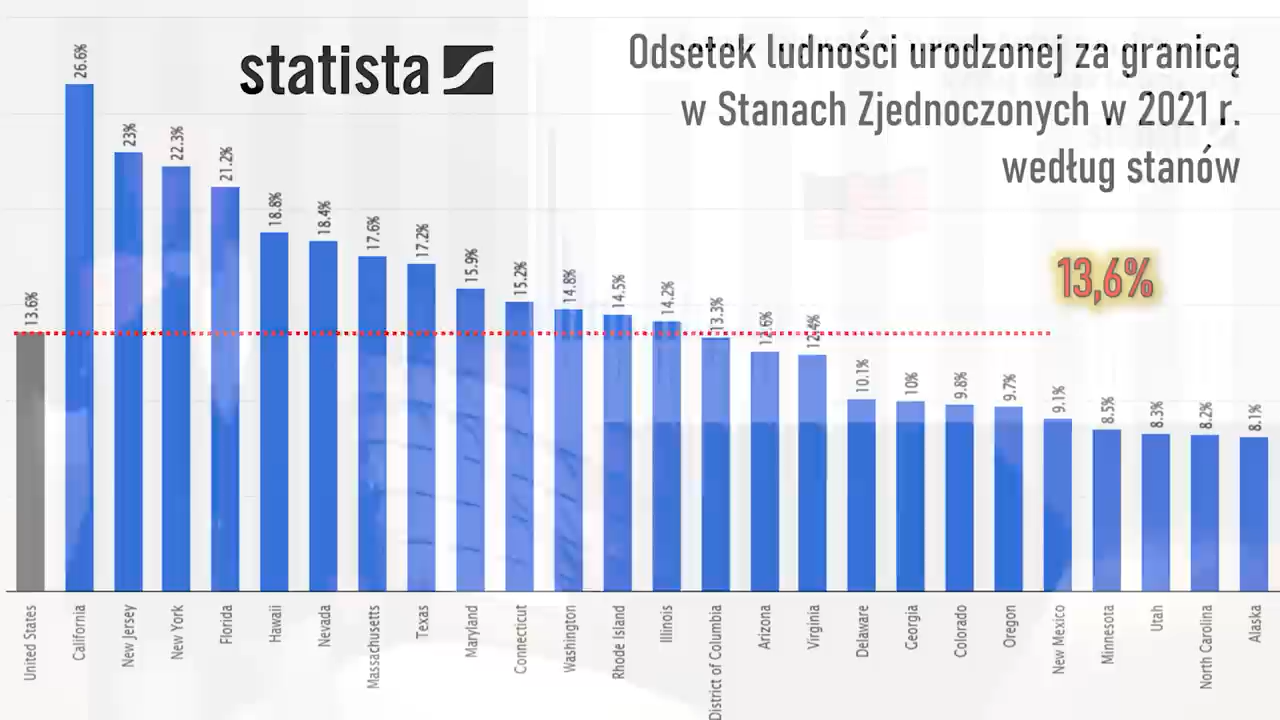 statista
Odsetek ludności urodzonej za granicą
w Stanach Zjednoczonych w 2021 r.
według stanów
13,6%
13.6%
26.6%
23%
22.3%
21.2%
18.8%
18.4%
17.6%
17.2%
15.9%
15.2%
14.8%
14.5%
14.2%
13.3%
12.6%
12.4%
10.1%
10%
9.8%
9.7%
9.1%
8.5%
8.3%
8.2%
8.1%
United States
California
New Jersey
New York
Florida
Hawaii
Nevada
Massachusetts
Texas
Maryland
Connecticut
Washington
Rhode Island
Illinois
District of Columbia
Arizona
Virginia
Delaware
Georgia
Colorado
Oregon
New Mexico
Minnesota
Utah
North Carolina
Alaska